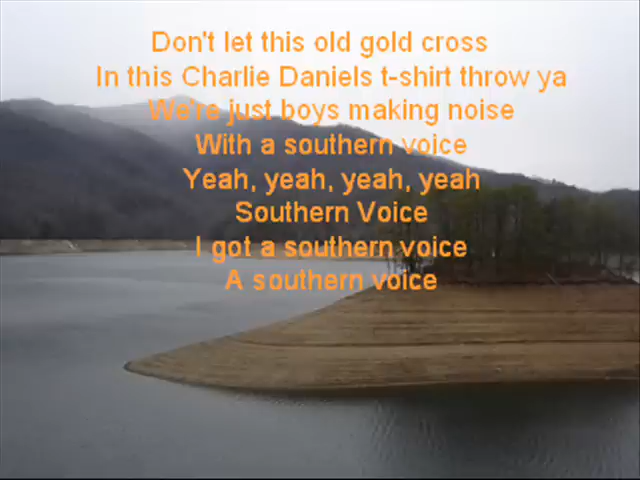 Don't let this old gold cross
In this Charlie Daniels t-shirt throw ya
We're just boys making noise
With a southern voice
Yeah, yeah, yeah, yeah
Southern Voice
I got a southern voice
A southern voice